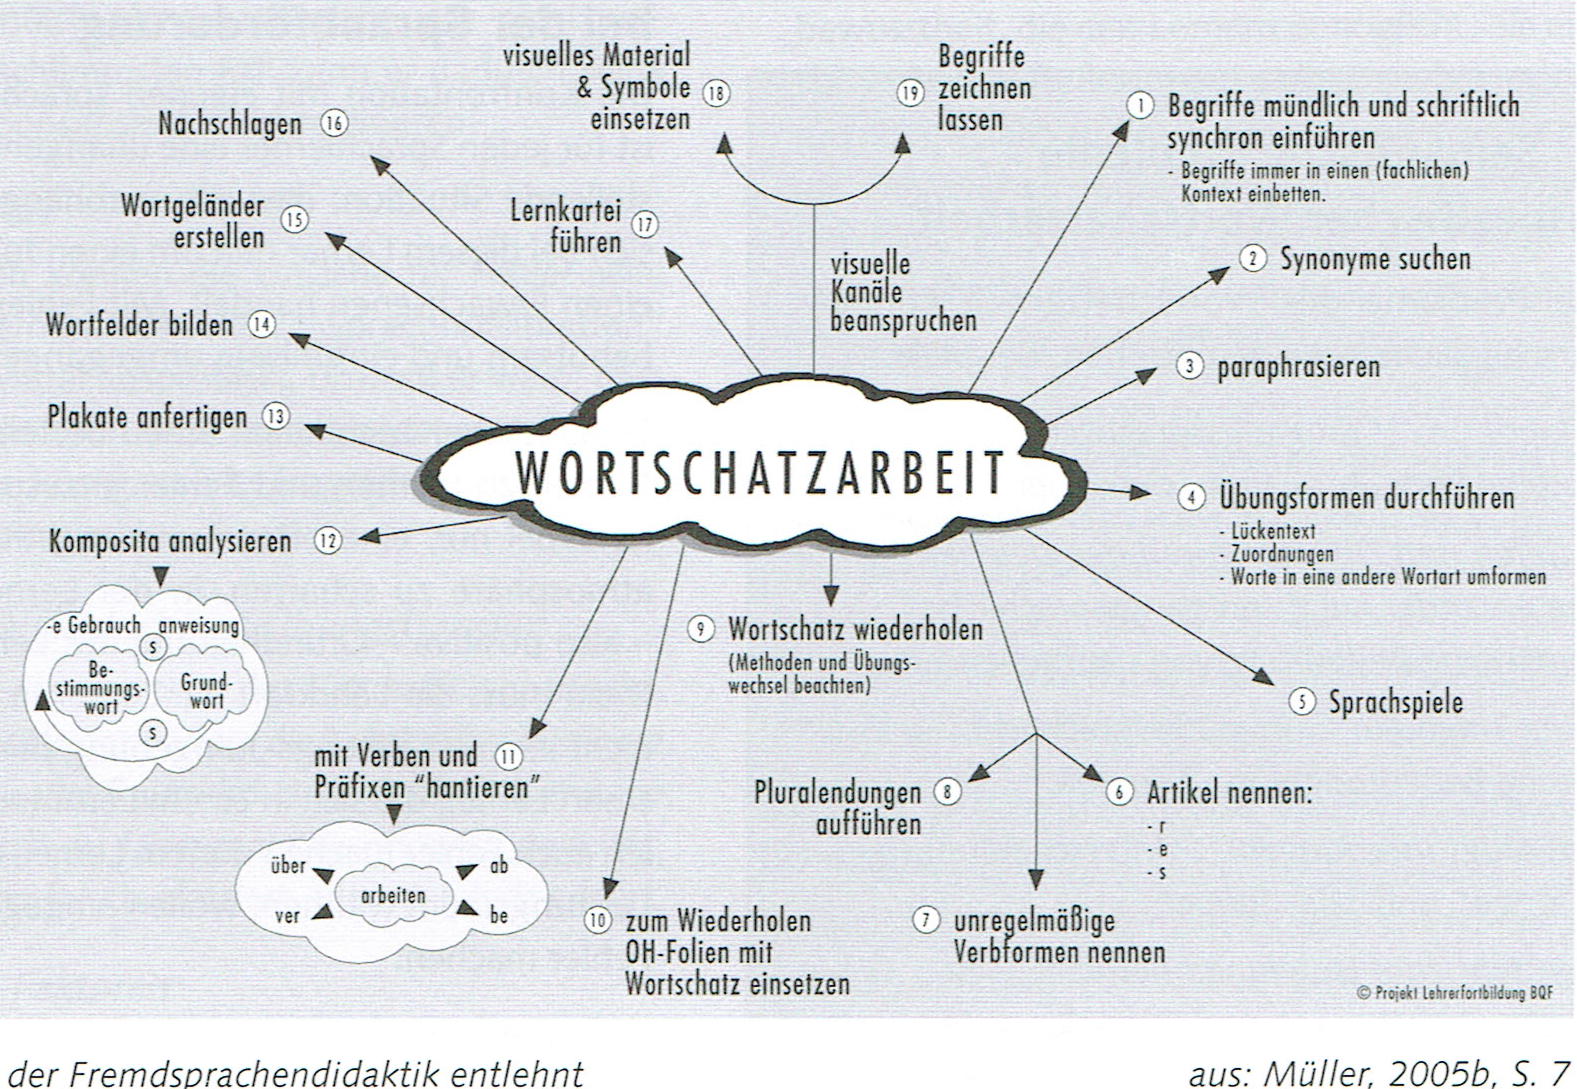 WORTSCHATZARBEIT
① Begriffe mündlich und schriftlich
synchron einführen
- Begriffe immer in einen (fachlichen)
Kontext einbetten.
② Synonyme suchen
③ paraphrasieren
④ Übungsformen durchführen
- Lückentext
- Zuordnungen
- Worte in eine andere Wortart umformen
⑤ Sprachspiele
⑥ Artikel nennen:
- r
- e
- s
⑦ unregelmäßige
Verbformen nennen
Pluralendungen ⑧
aufführen
⑨ Wortschatz wiederholen
(Methoden und Übungs-
wechsel beachten)
⑩ zum Wiederholen
OH-Folien mit
Wortschatz einsetzen
mit Verben und ⑪
Präfixen “hantieren”
über
ab
arbeiten
ver
be
Komposita analysieren ⑫
-e Gebrauch anweisung
s
Be-
stimmungs-
wort
Grund-
wort
s
Plakate anfertigen ⑬
Wortfelder bilden ⑭
Wortgeländer ⑮
erstellen
Nachschlagen ⑯
Lernkartei ⑰
führen
visuelle
Kanäle
beanspruchen
visuelles Material
& Symbole ⑱
einsetzen
Begriffe
⑲ zeichnen
lassen
© Projekt Lehrerfortbildung BQF
der Fremdsprachendidaktik entlehnt
aus: Müller, 2005b, S. 7